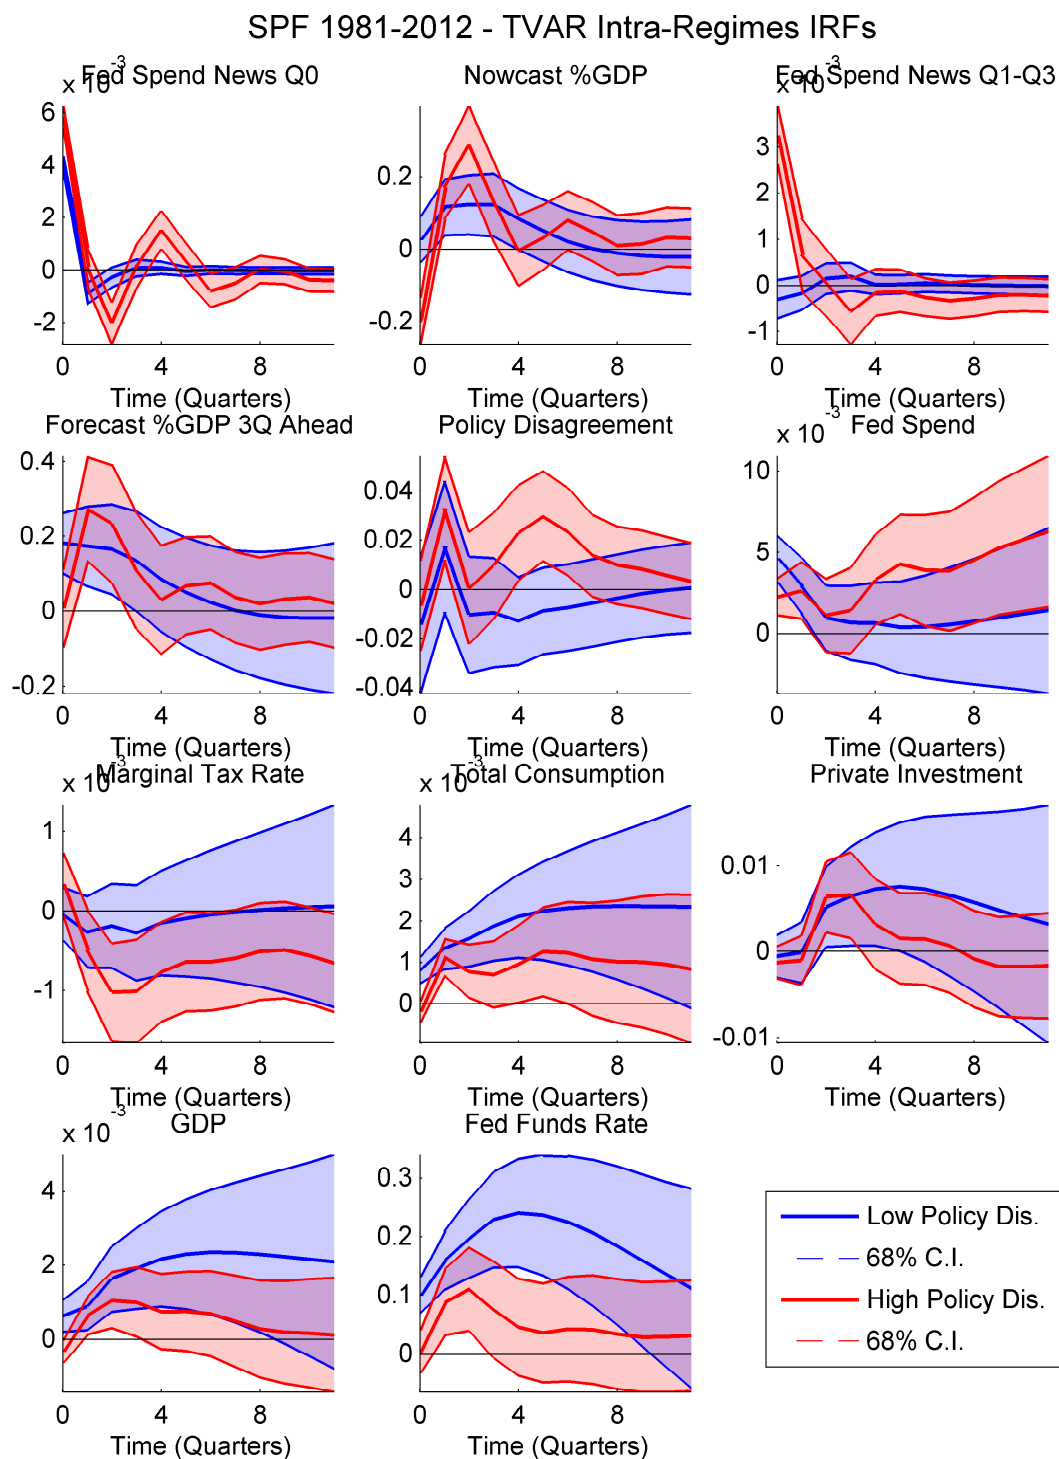 SPF 1981-2012 - TVAR Intra-Regimes IRFs
Fed Spend News Q0
Nowcast %GDP
Fed Spend News Q1-Q3
x 10^-3
x 10^-3
6
4
2
0
-2
0.2
0
-0.2
3
1
0
-1
0 4 8
0 4 8
0 4 8
Time (Quarters)
Time (Quarters)
Time (Quarters)
Forecast %GDP 3Q Ahead
Policy Disagreement
Fed Spend
x 10^-3
0.4
0.2
0
-0.2
0.04
0.02
0
-0.02
-0.04
10
5
0
0 4 8
0 4 8
0 4 8
Time (Quarters)
Time (Quarters)
Time (Quarters)
Marginal Tax Rate
Total Consumption
Private Investment
x 10^-3
x 10^-3
1
0
-1
4
3
2
1
0
0.01
0
-0.01
0 4 8
0 4 8
0 4 8
Time (Quarters)
Time (Quarters)
Time (Quarters)
GDP
Fed Funds Rate
x 10^-3
4
2
0
0.3
0.2
0.1
0
0 4 8
0 4 8
Time (Quarters)
Time (Quarters)
Low Policy Dis.
68% C.I.
High Policy Dis.
68% C.I.